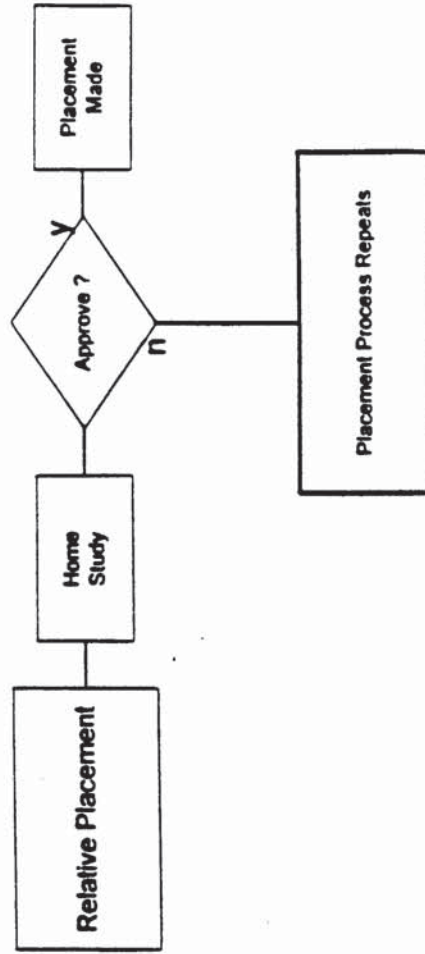 Relative Placement
Home
Study
Approve ?
y
n
Placement
Made
Placement Process Repeats